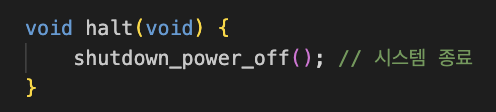 void halt(void) {
    shutdown_power_off(); // 시스템 종료
}